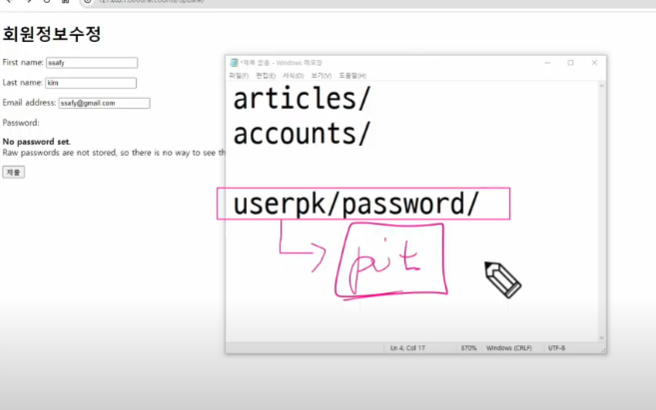 회원정보수정
First name: ssafy
Last name: kim
Email address: ssafy@gmail.com
Password:
No password set.
Raw passwords are not stored, so there is no way to see th
제출
*제목 없음 - Windows 메모장
파일(F) 편집(E) 서식(O) 보기(V) 도움말(H)
articles/
accounts/
userpk/password/
Ln 4, Col 17 670% Windows (CRLF) UTF-8